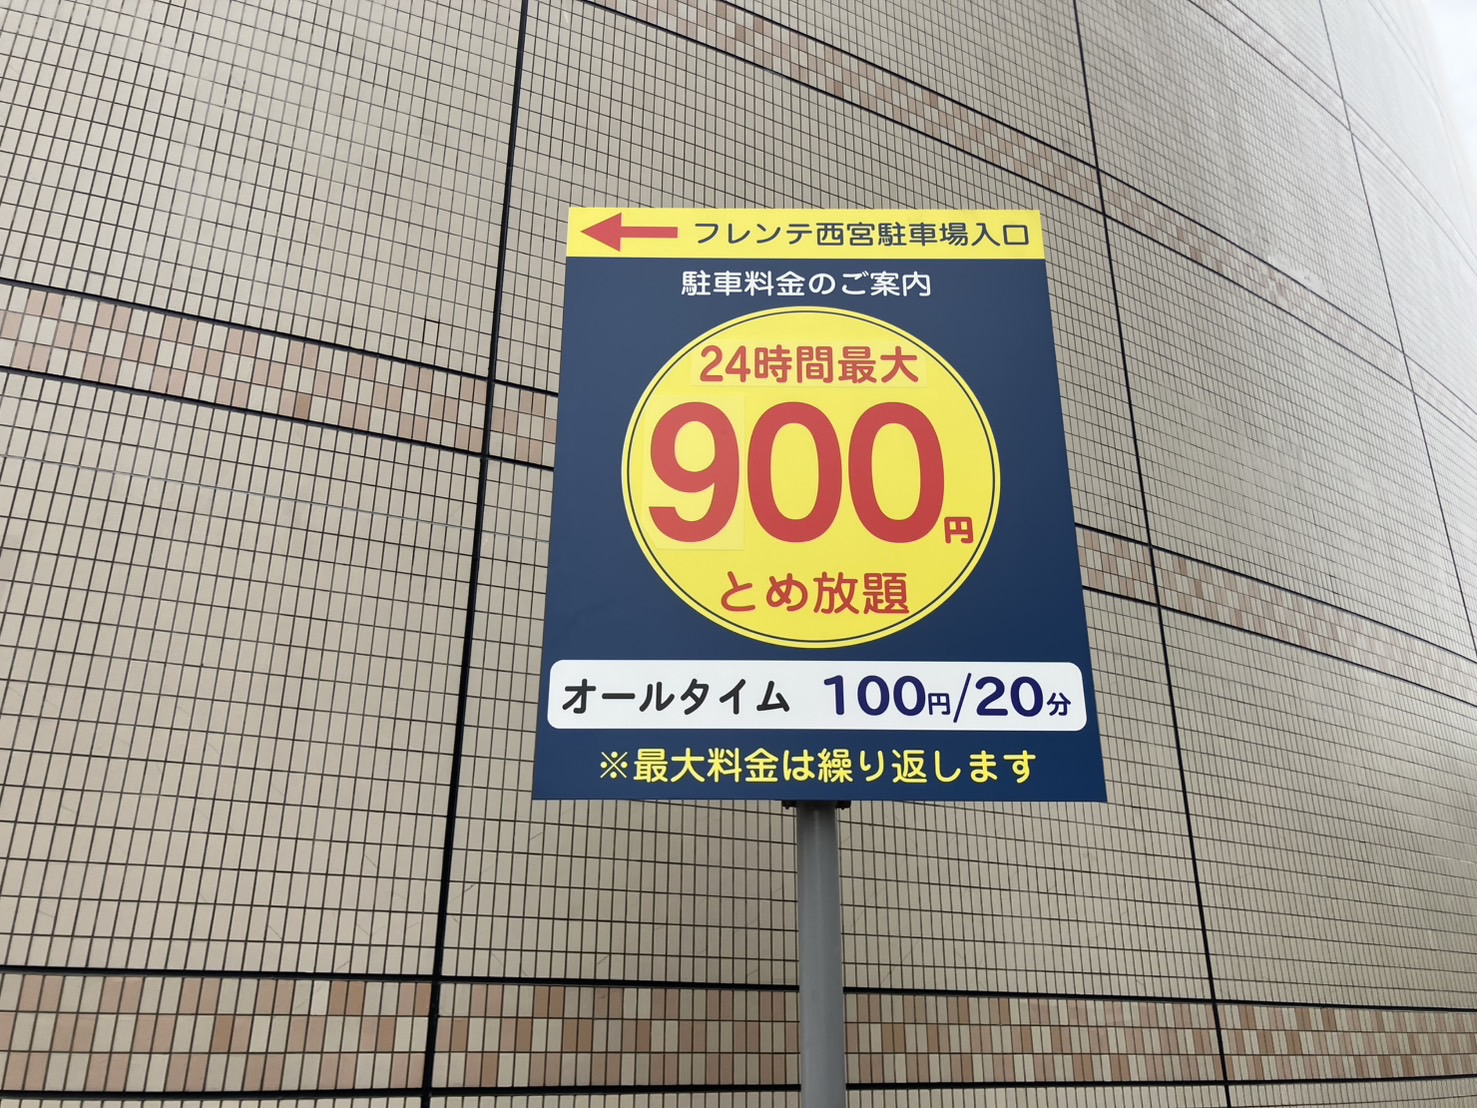 フレンテ西宮駐車場入口
駐車料金のご案内
24時間最大
900円
とめ放題
オールタイム 100円/20分
※最大料金は繰り返します